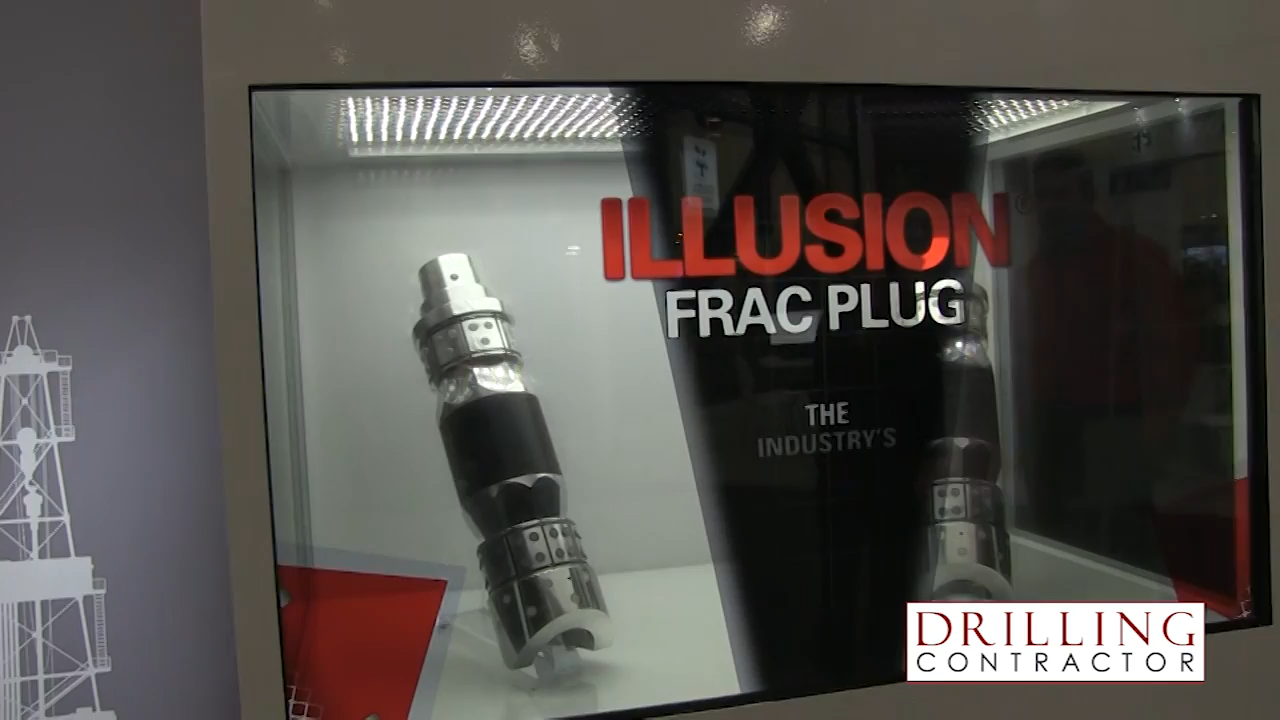 ILLUSION
FRAC PLUG
THE
INDUSTRY'S
DRILLING
CONTRACTOR